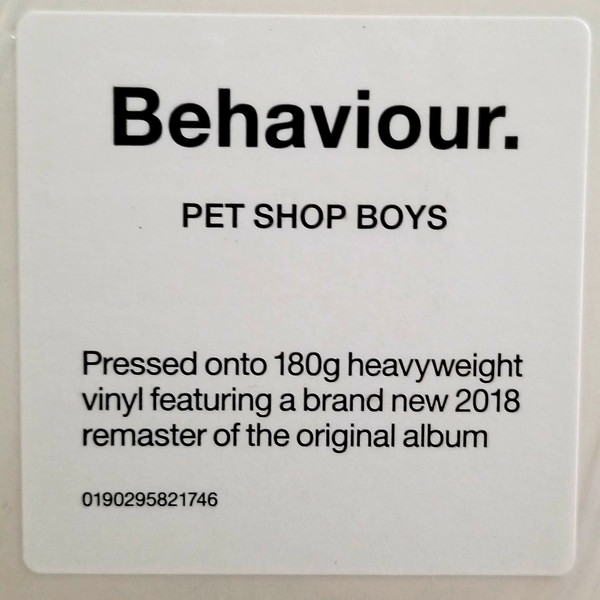 Behaviour.
PET SHOP BOYS
Pressed onto 180g heavyweight
vinyl featuring a brand new 2018
remaster of the original album
0190295821746